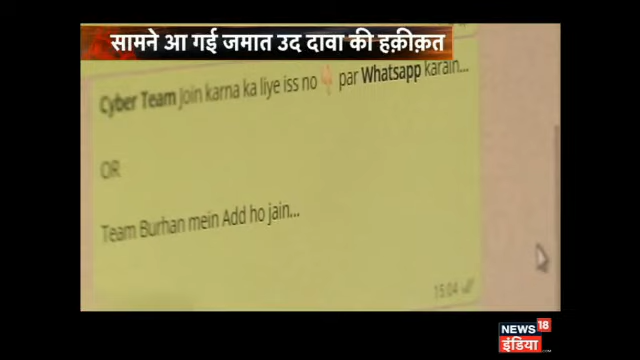 सामने आ गई जमात उद दावा की हक़ीक़त
Cyber Team Join karna ka liye iss no 👇 par Whatsapp karain...
OR
Team Burhan mein Add ho jain...
15:04
NEWS 18
इंडिया
.COM